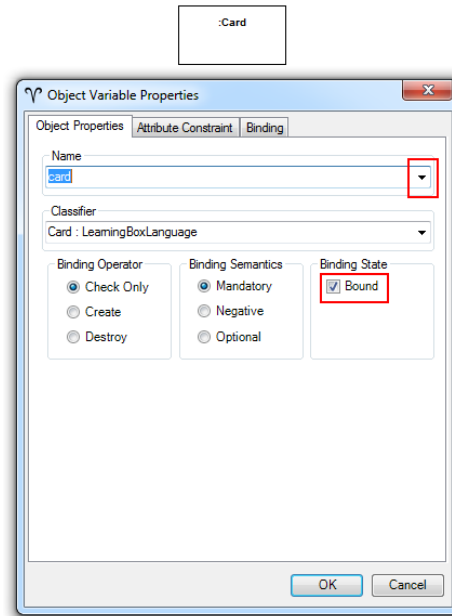 :Card
Object Variable Properties
Object Properties Attribute Constraint Binding
Name
card
Classifier
Card : LearningBoxLanguage
Binding Operator Binding Semantics Binding State
Check Only Mandatory Bound
Create Negative
Destroy Optional
OK Cancel